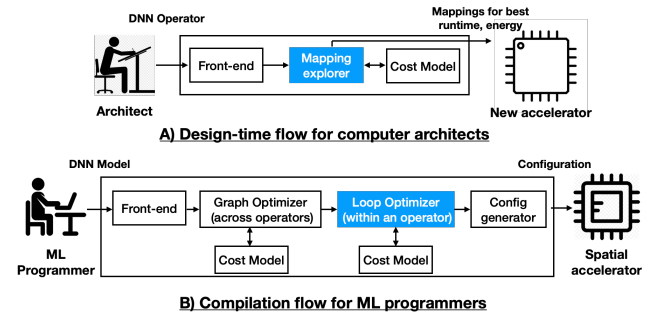 DNN Operator
Mappings for best
runtime, energy
Front-end
Mapping
explorer
Cost Model
Architect
New accelerator
A) Design-time flow for computer architects
DNN Model
Configuration
Front-end
Graph Optimizer
(across operators)
Loop Optimizer
(within an operator)
Config
generator
Cost Model
Cost Model
ML
Programmer
Spatial
accelerator
B) Compilation flow for ML programmers